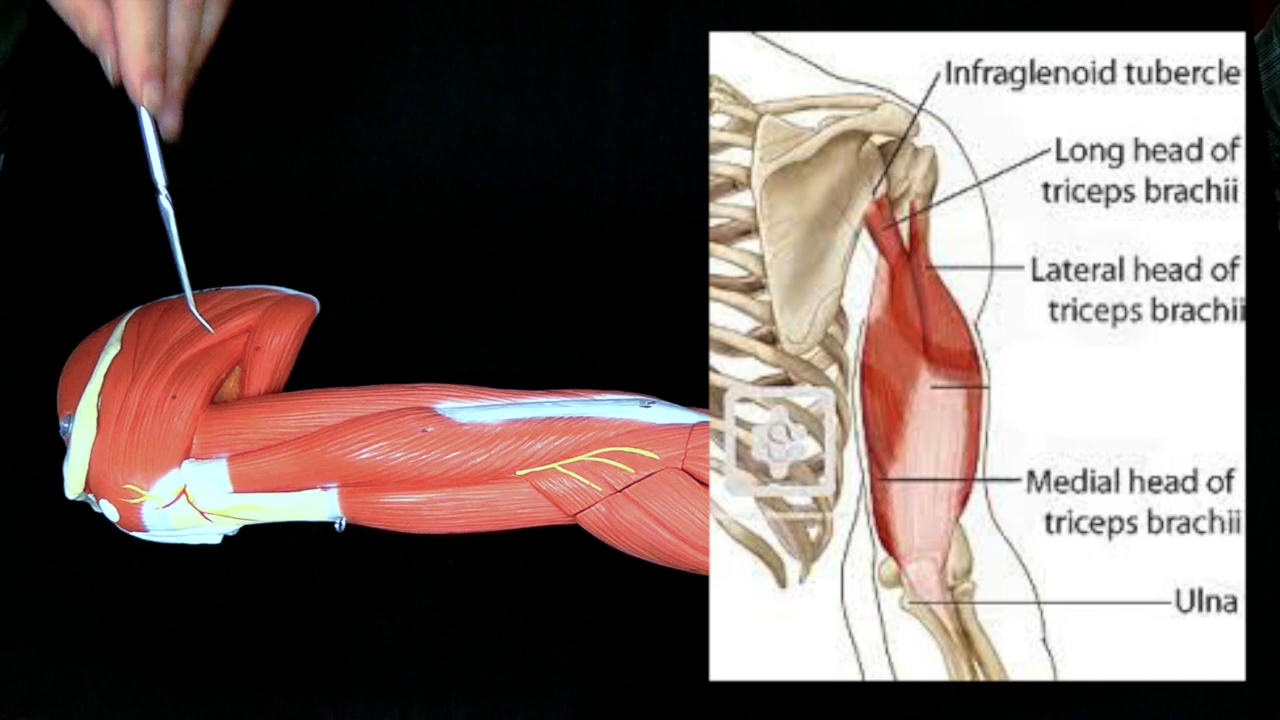 Infraglenoid tubercle
Long head of
triceps brachii
Lateral head of
triceps brachii
Medial head of
triceps brachii
Ulna